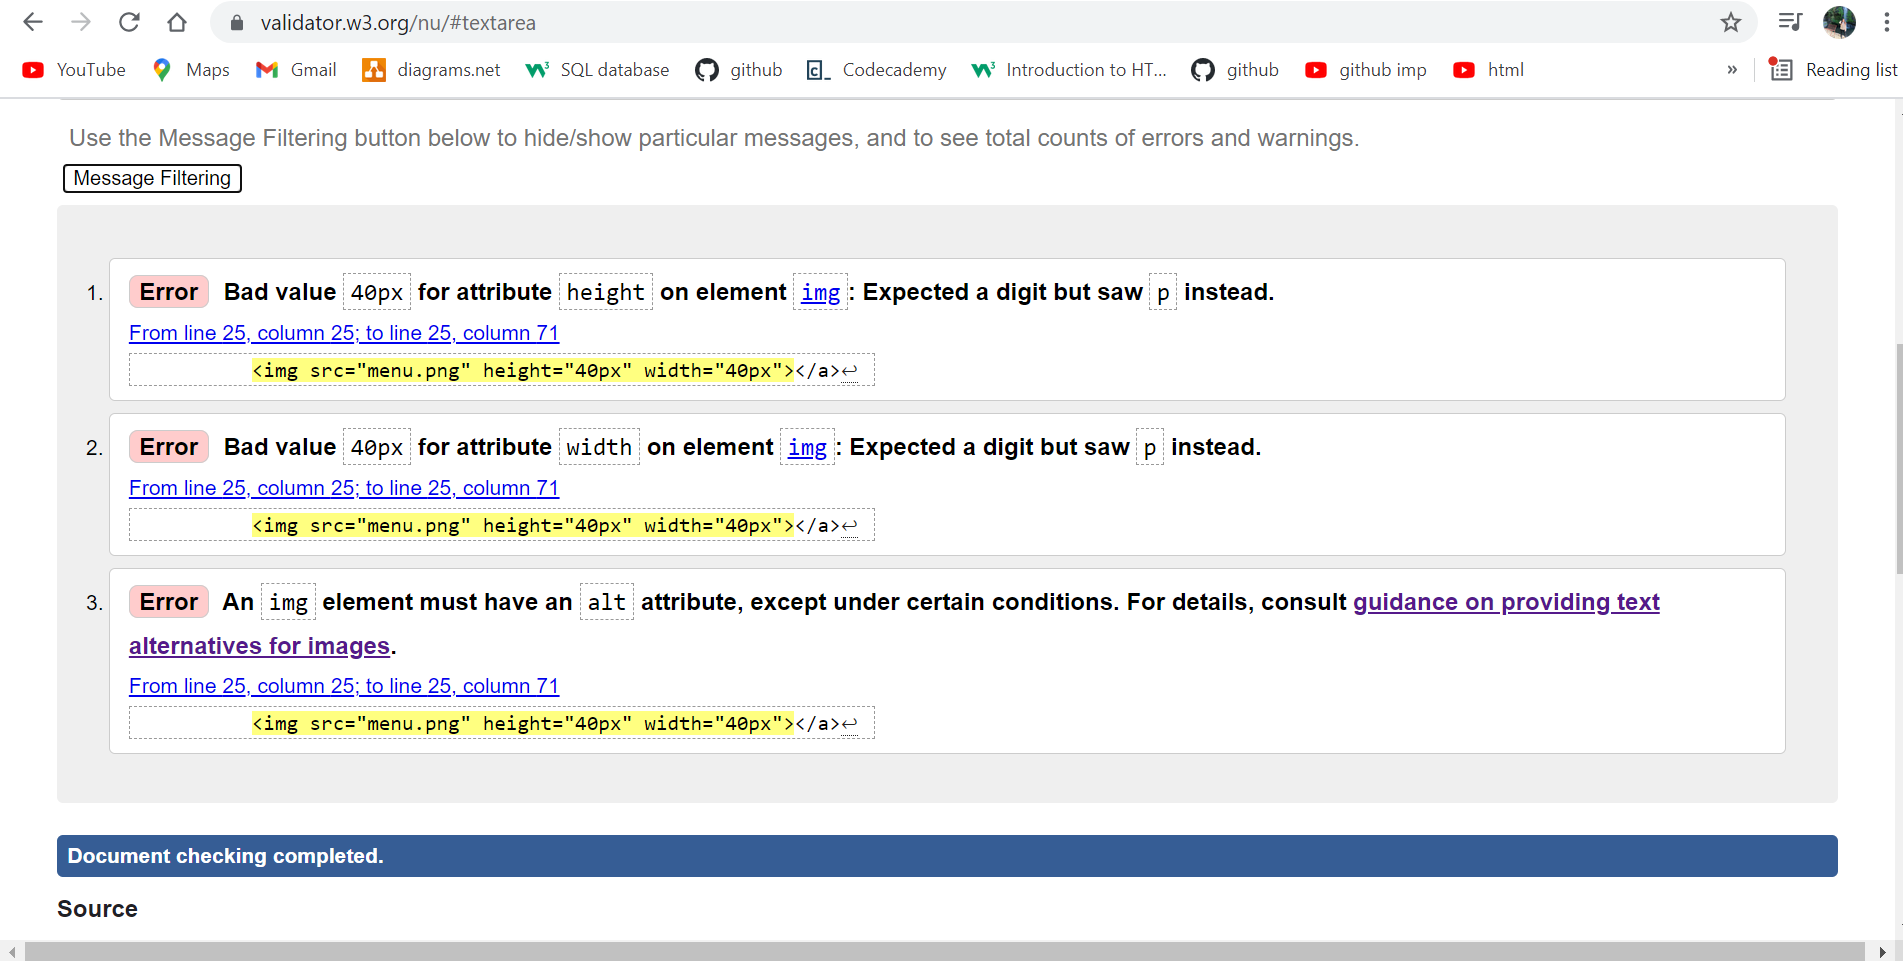 validator.w3.org/nu/#textarea
YouTube Maps Gmail diagrams.net SQL database github Codecademy Introduction to HT... github github imp html » Reading list
Use the Message Filtering button below to hide/show particular messages, and to see total counts of errors and warnings.
Message Filtering
1. Error Bad value 40px for attribute height on element img: Expected a digit but saw p instead.
From line 25, column 25; to line 25, column 71
<img src="menu.png" height="40px" width="40px"></a>↩
2. Error Bad value 40px for attribute width on element img: Expected a digit but saw p instead.
From line 25, column 25; to line 25, column 71
<img src="menu.png" height="40px" width="40px"></a>↩
3. Error An img element must have an alt attribute, except under certain conditions. For details, consult guidance on providing text
alternatives for images.
From line 25, column 25; to line 25, column 71
<img src="menu.png" height="40px" width="40px"></a>↩
Document checking completed.
Source